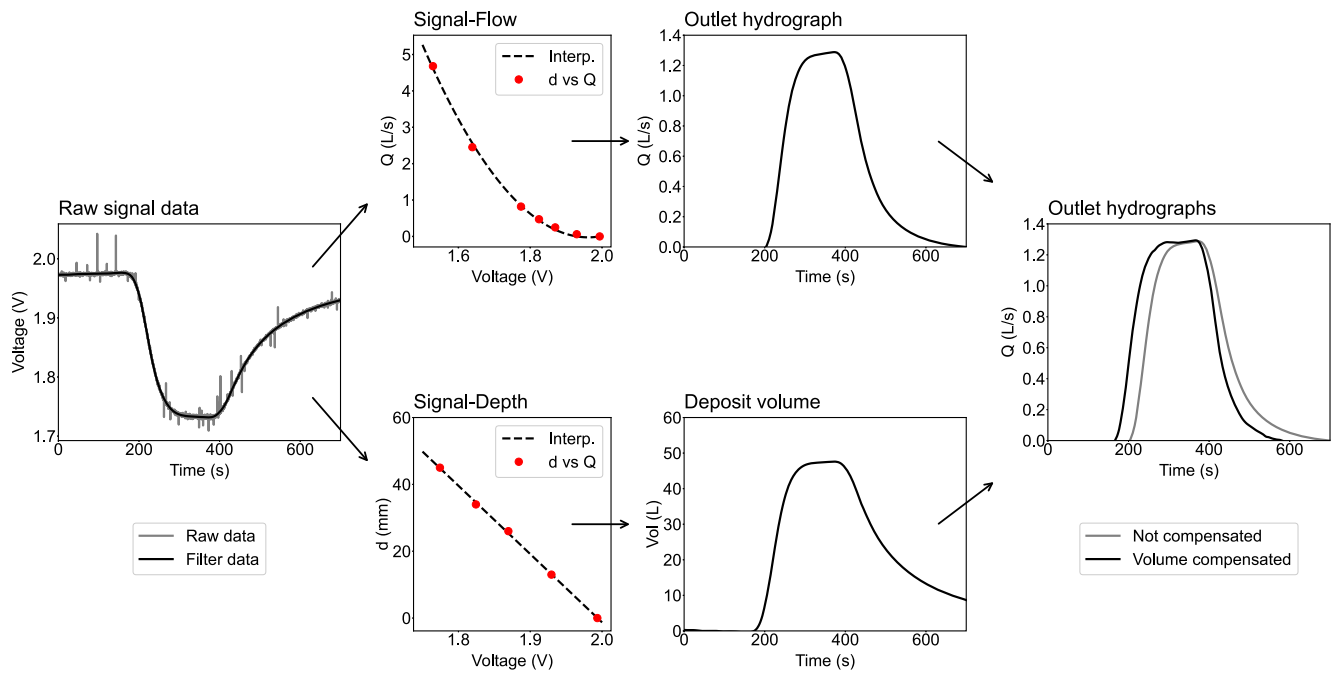 Raw signal data
2.0
1.9
1.8
1.7
Voltage (V)
0 200 400 600
Time (s)
Raw data
Filter data
Signal-Flow
5
4
3
2
1
0
Q (L/s)
Interp.
d vs Q
1.6 1.8 2.0
Voltage (V)
Outlet hydrograph
1.4
1.2
1.0
0.8
0.6
0.4
0.2
0.0
Q (L/s)
0 200 400 600
Time (s)
Signal-Depth
60
40
20
0
d (mm)
Interp.
d vs Q
1.8 1.9 2.0
Voltage (V)
Deposit volume
60
50
40
30
20
10
0
Vol (L)
0 200 400 600
Time (s)
Outlet hydrographs
1.4
1.2
1.0
0.8
0.6
0.4
0.2
0.0
Q (L/s)
0 200 400 600
Time (s)
Not compensated
Volume compensated